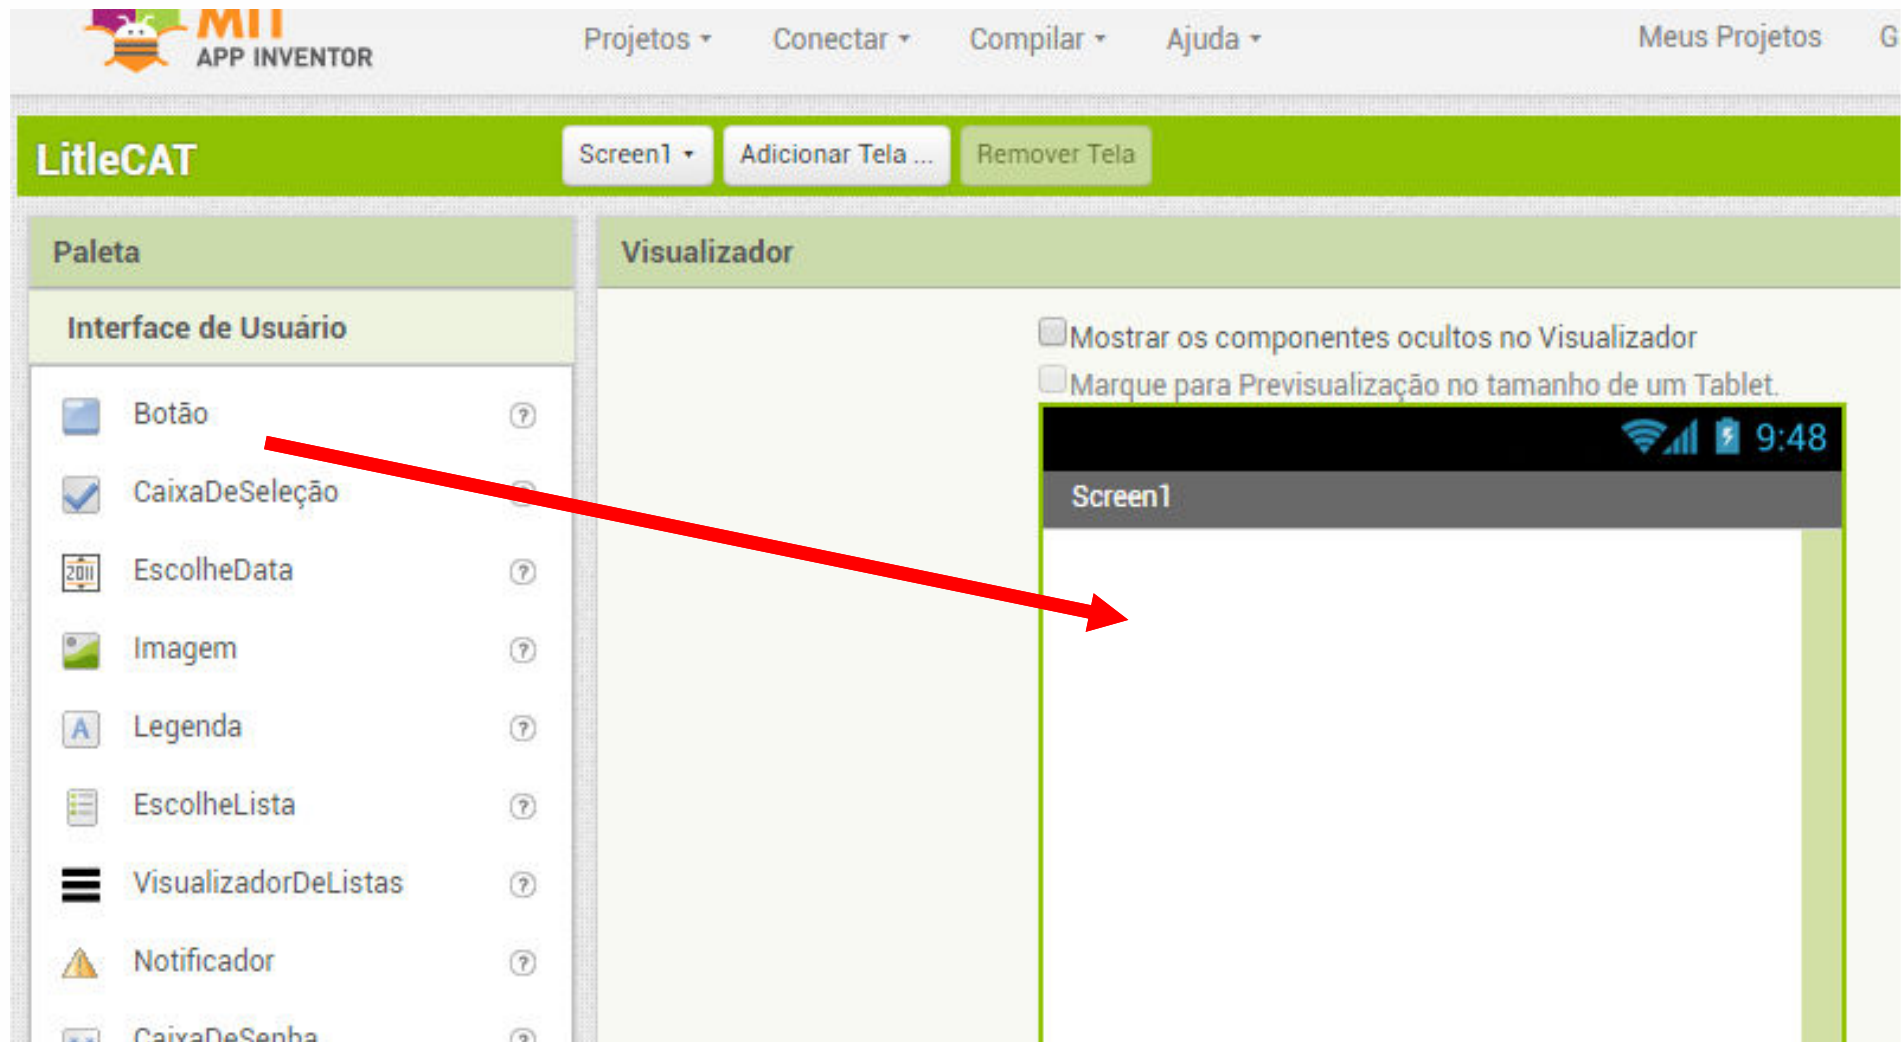 MIT
APP INVENTOR
Projetos Conectar Compilar Ajuda Meus Projetos G
LitleCAT Screen1 Adicionar Tela ... Remover Tela
Paleta
Interface de Usuário
Botão ?
CaixaDeSeleção
EscolheData ?
2011
Imagem ?
A Legenda ?
EscolheLista ?
VisualizadorDeListas ?
Notificador ?
CaixaDeSenha ?
Visualizador
Mostrar os componentes ocultos no Visualizador
Marque para Previsualização no tamanho de um Tablet.
9:48
Screen1